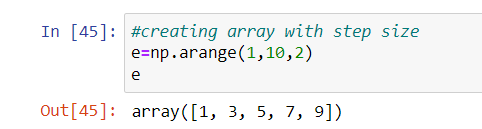 In [45]: #creating array with step size
e=np.arange(1,10,2)
e
Out[45]: array([1, 3, 5, 7, 9])